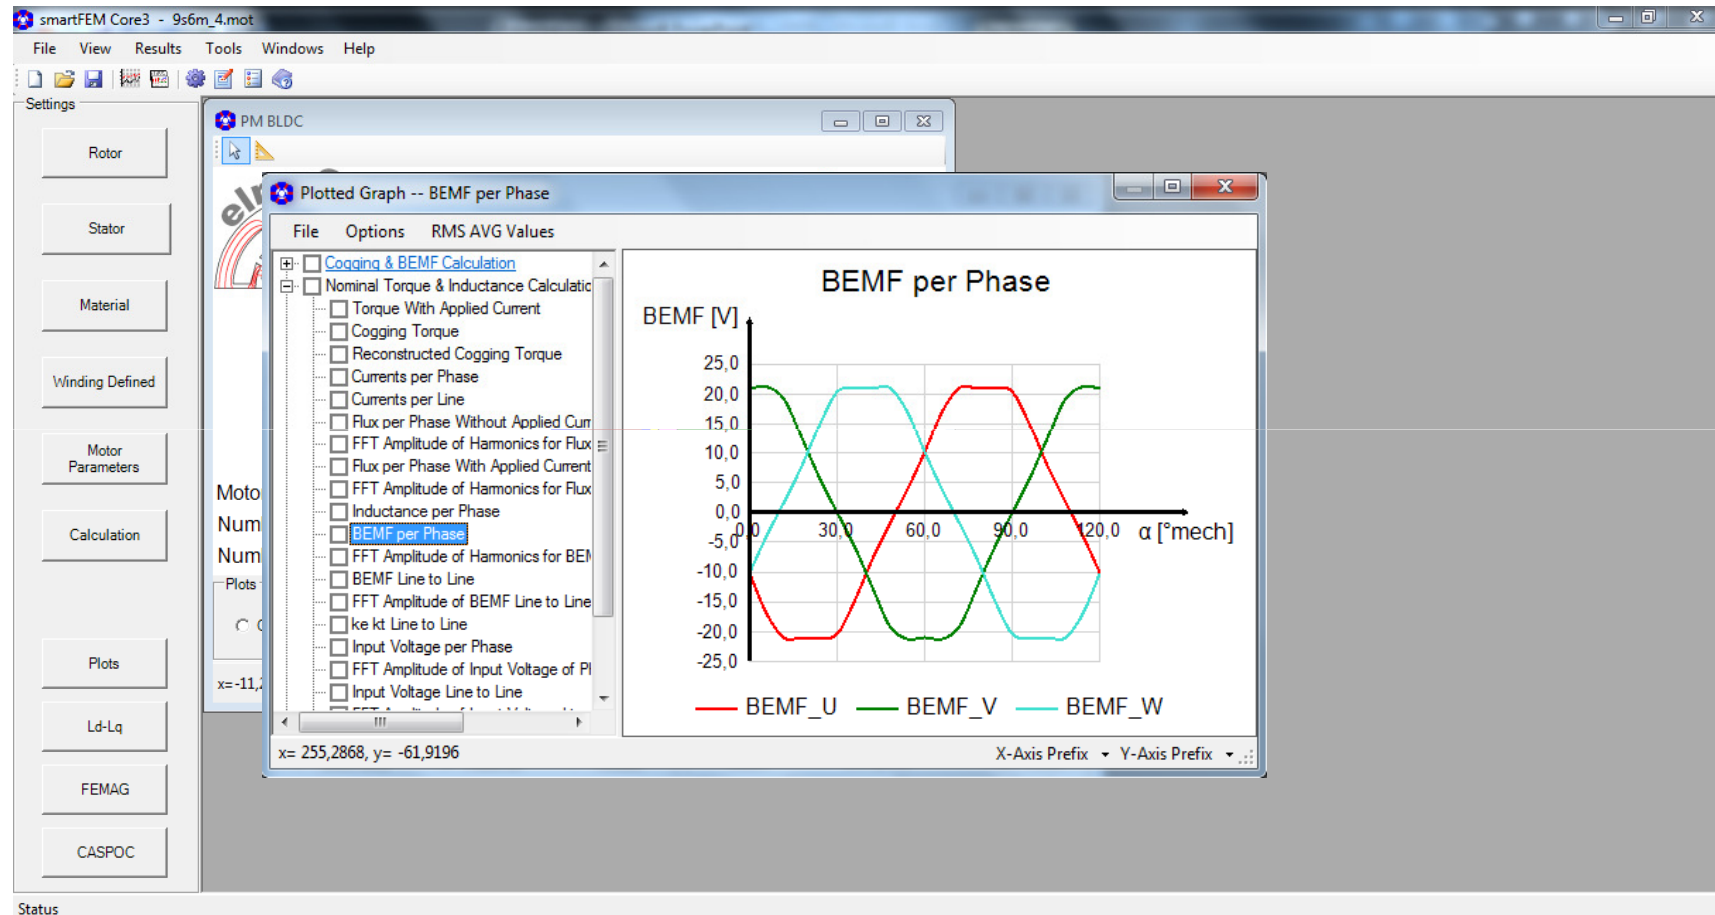 smartFEM Core3 - 9s6m_4.mot
File View Results Tools Windows Help
Settings
Rotor
Stator
Material
Winding Defined
Motor
Parameters
Calculation
Plots
Ld-Lq
FEMAG
CASPOC
PM BLDC
Plots
Plotted Graph -- BEMF per Phase
File Options RMS AVG Values
Cogging & BEMF Calculation
Nominal Torque & Inductance Calculatic
Torque With Applied Current
Cogging Torque
Reconstructed Cogging Torque
Currents per Phase
Currents per Line
Flux per Phase Without Applied Curr
FFT Amplitude of Harmonics for Flux
Flux per Phase With Applied Current
FFT Amplitude of Harmonics for Flux
Inductance per Phase
BEMF per Phase
FFT Amplitude of Harmonics for BEM
BEMF Line to Line
FFT Amplitude of BEMF Line to Line
ke kt Line to Line
Input Voltage per Phase
FFT Amplitude of Input Voltage of Pl
Input Voltage Line to Line
BEMF per Phase
BEMF [V]
25,0
20,0
15,0
10,0
5,0
0,0
-5,0
-10,0
-15,0
-20,0
-25,0
0,0 30,0 60,0 90,0 120,0 α [°mech]
BEMF_U BEMF_V BEMF_W
x= 255,2868, y= -61,9196
X-Axis Prefix Y-Axis Prefix
Status